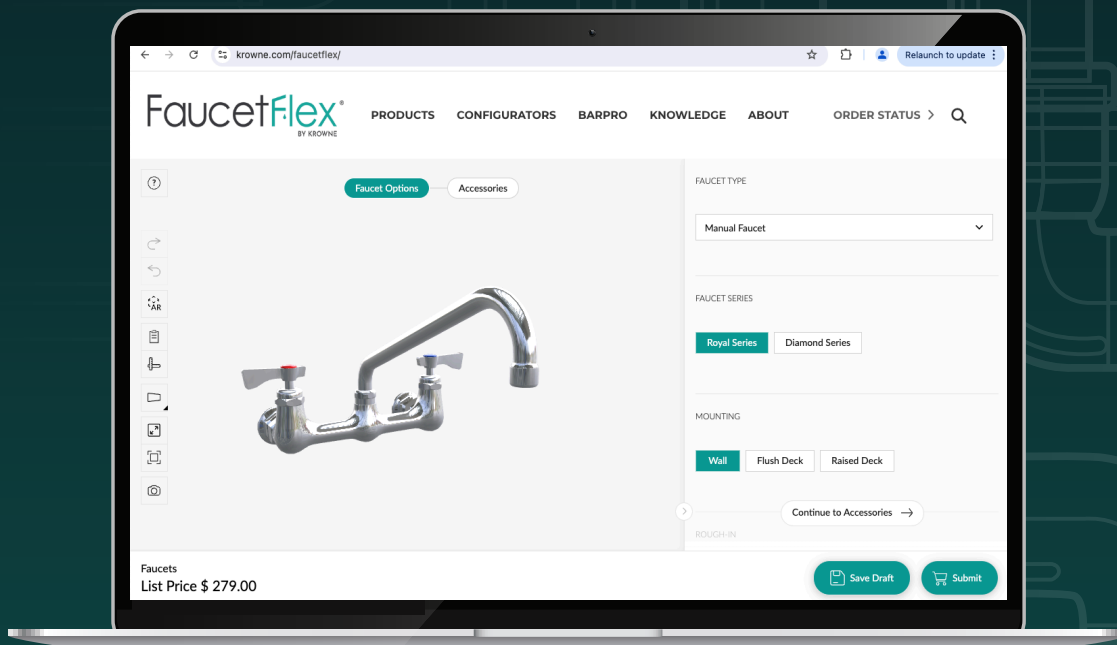 krowne.com/faucetflex/
Relaunch to update
FaucetFlex®
BY KROWNE
PRODUCTS CONFIGURATORS BARPRO KNOWLEDGE ABOUT ORDER STATUS
?
Faucet Options Accessories
AR
FAUCET TYPE
Manual Faucet
FAUCET SERIES
Royal Series Diamond Series
MOUNTING
Wall Flush Deck Raised Deck
Continue to Accessories →
ROUGH-IN
Faucets
List Price $ 279.00
Save Draft Submit